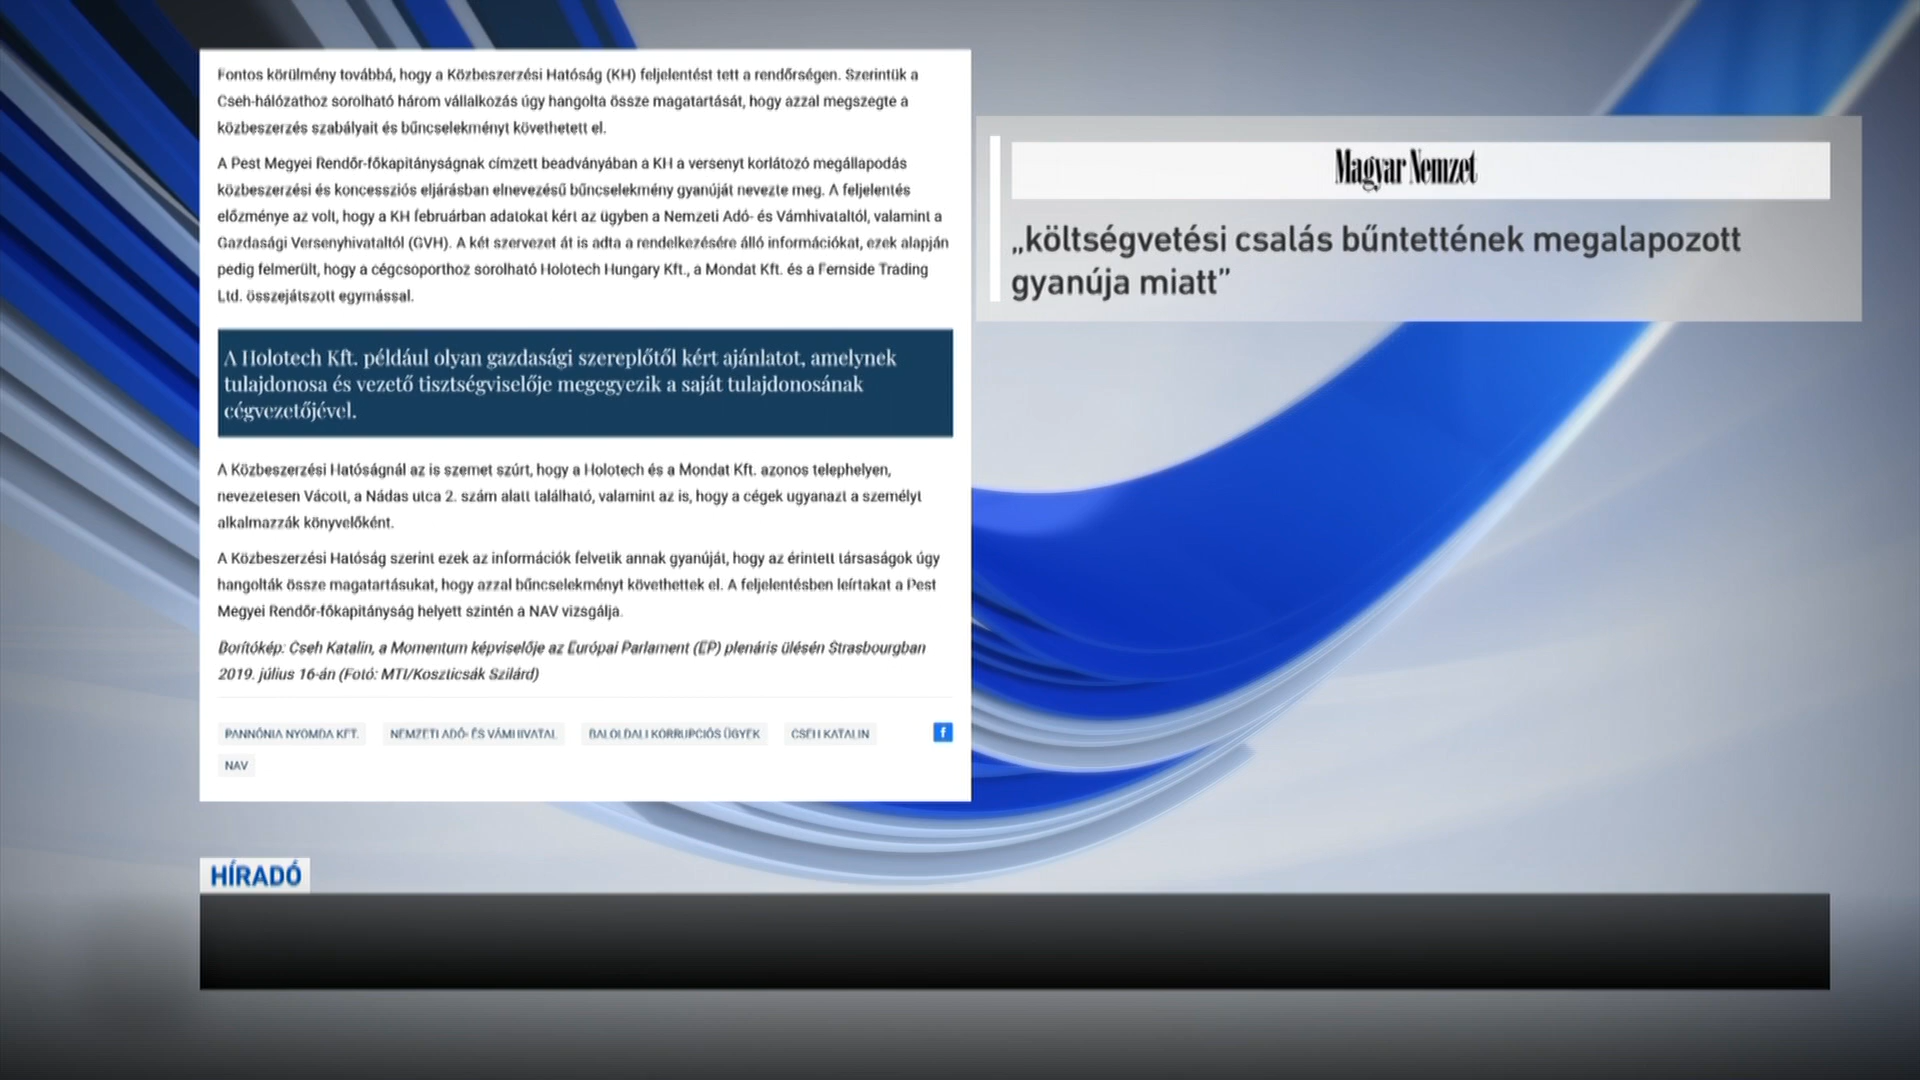 Fontos körülmény továbbá, hogy a Közbeszerzési Hatóság (KH) feljelentést tett a rendőrségen. Szerintük a
Cseh-hálózathoz sorolható három vállalkozás úgy hangolta össze magatartását, hogy azzal megszegte a
közbeszerzés szabályait és bűncselekményt követhetett el.
A Pest Megyei Rendőr-főkapitányságnak címzett beadványában a KH a versenyt korlátozó megállapodás
közbeszerzési és koncessziós eljárásban elnevezésű bűncselekmény gyanúját nevezte meg. A feljelentés
előzménye az volt, hogy a KH februárban adatokat kért az ügyben a Nemzeti Adó- és Vámhivataltól, valamint a
Gazdasági Versenyhivataltól (GVH). A két szervezet át is adta a rendelkezésére álló információkat, ezek alapján
pedig felmerült, hogy a cégcsoporthoz sorolható Holotech Hungary Kft., a Mondat Kft. és a Fernside Trading
Ltd. összejátszott egymással.
A Holotech Kft. például olyan gazdasági szereplőtől kért ajánlatot, amelynek
tulajdonosa és vezető tisztségviselője megegyezik a saját tulajdonosának
cégvezetőjével.
A Közbeszerzési Hatóságnál az is szemet szúrt, hogy a Holotech és a Mondat Kft. azonos telephelyen,
nevezetesen Vácott, a Nádas utca 2. szám alatt található, valamint az is, hogy a cégek ugyanazt a személyt
alkalmazzák könyvelőként.
A Közbeszerzési Hatóság szerint ezek az információk felvetik annak gyanúját, hogy az érintett társaságok úgy
hangolták össze magatartásukat, hogy azzal bűncselekményt követhettek el. A feljelentésben leírtakat a Pest
Megyei Rendőr-főkapitányság helyett szintén a NAV vizsgálja.
Borítókép: Cseh Katalin, a Momentum képviselője az Európai Parlament (EP) plenáris ülésén Strasbourgban
2019. július 16-án (Fotó: MTI/Koszticsák Szilárd)
PANNÓNIA NYOMDA KFT. NEMZETI ADÓ- ÉS VÁMHIVATAL BALOLDALI KORRUPCIÓS ÜGYEK CSEH KATALIN f
NAV
Magyar Nemzet
„költségvetési csalás bűntettének megalapozott
gyanúja miatt”
HÍRADÓ